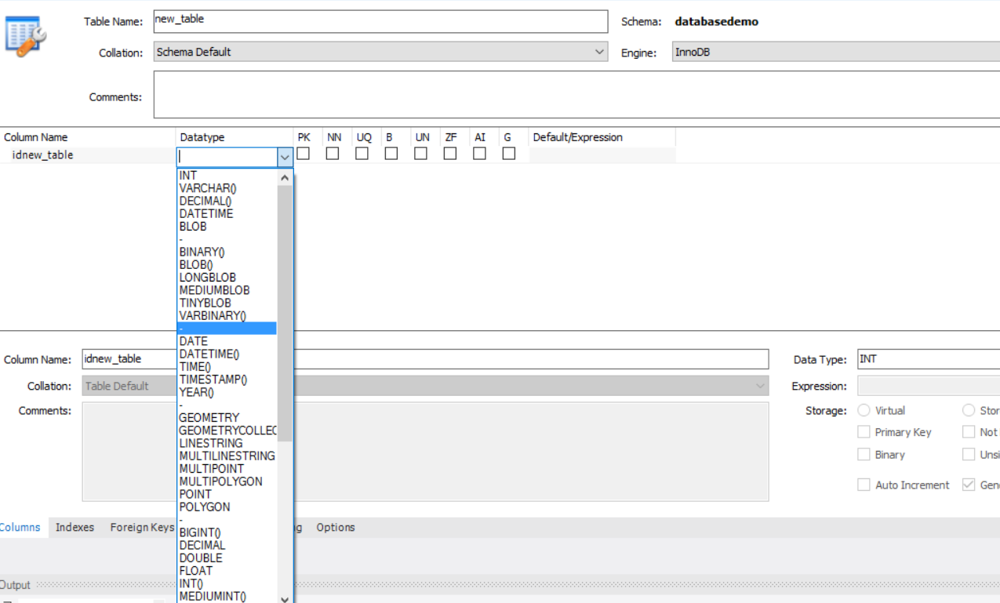 Table Name: new_table Schema: databasedemo
Collation: Schema Default Engine: InnoDB
Comments:
Column Name Datatype PK NN UQ B UN ZF AI G Default/Expression
idnew_table
INT
VARCHAR()
DECIMAL()
DATETIME
BLOB
-
BINARY()
BLOB()
LONGBLOB
MEDIUMBLOB
TINYBLOB
VARBINARY()
-
DATE
DATETIME()
TIME()
TIMESTAMP()
YEAR()
-
GEOMETRY
GEOMETRYCOLLEC
LINESTRING
MULTILINESTRING
MULTIPOINT
MULTIPOLYGON
POINT
POLYGON
-
BIGINT()
DECIMAL
DOUBLE
FLOAT
INT()
MEDIUMINT()
Column Name: idnew_table Data Type: INT
Collation: Table Default Expression:
Comments: Storage: Virtual Stor
Primary Key Not
Binary Unsi
Auto Increment Gene
Columns Indexes Foreign Keys g Options
Output